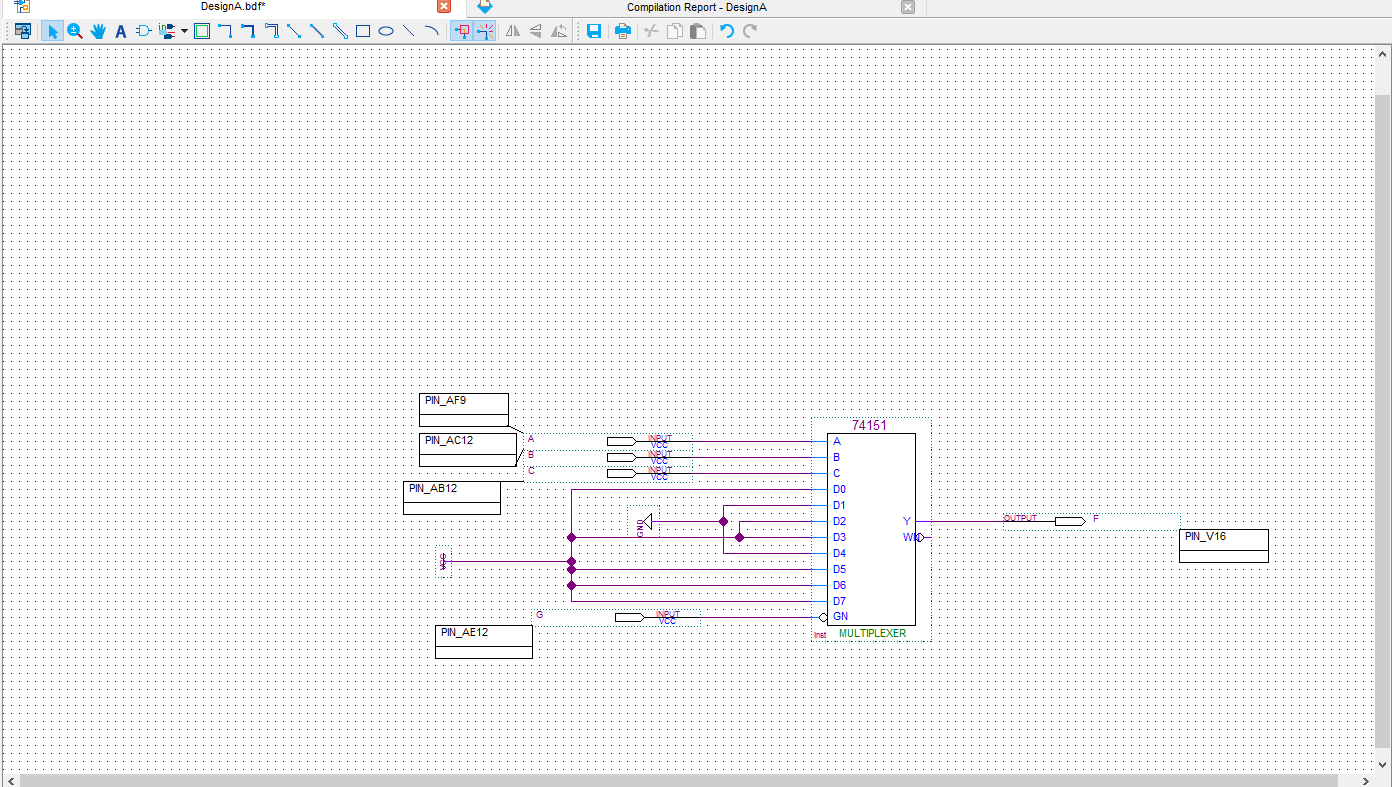 DesignA.bdf*
Compilation Report - DesignA
A
PIN_AF9
PIN_AC12
PIN_AB12
A
INPUT
VCC
B
INPUT
VCC
C
INPUT
VCC
GND
VCC
G
INPUT
VCC
PIN_AE12
74151
A
B
C
D0
D1
D2
D3
D4
D5
D6
D7
GN
Y
inst
MULTIPLEXER
OUTPUT
F
PIN_V16